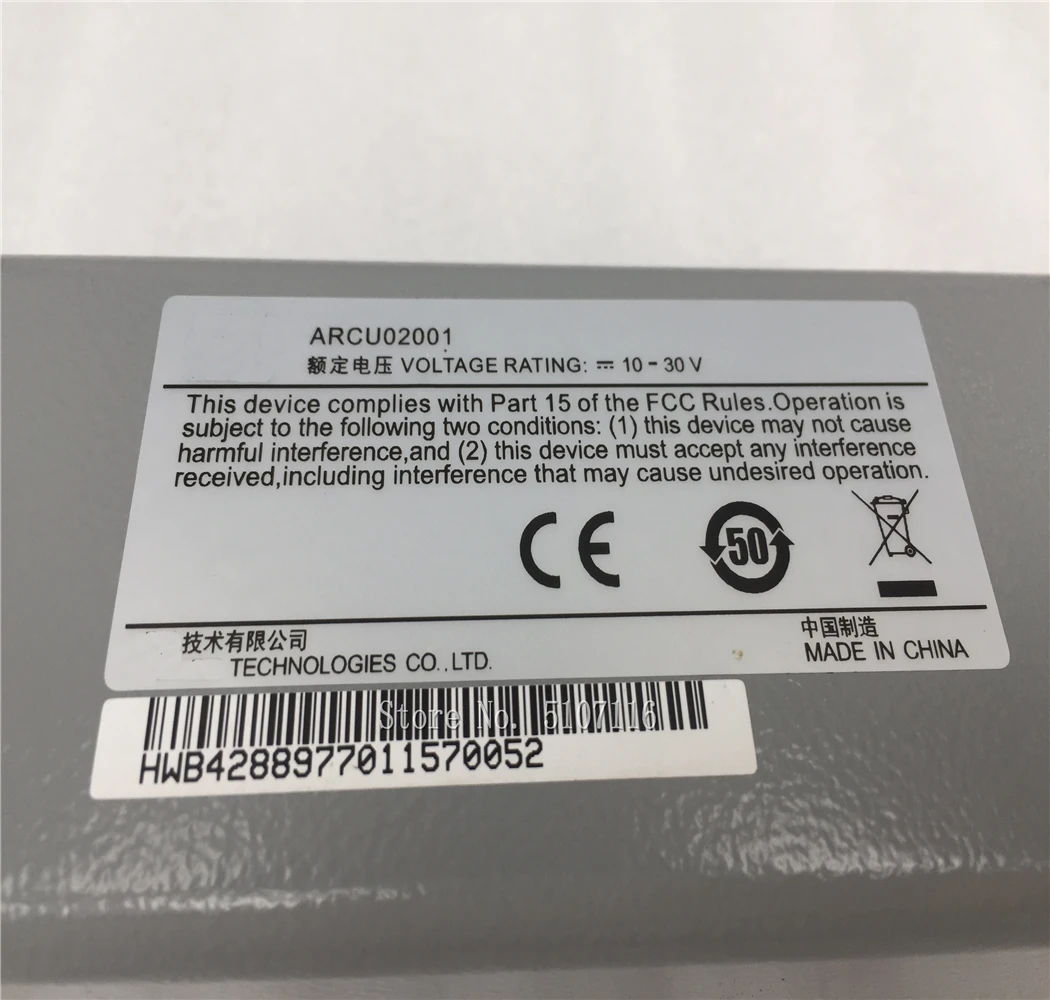 ARCU02001
额定电压 VOLTAGE RATING: ⎓ 10 - 30 V
This device complies with Part 15 of the FCC Rules.Operation is
subject to the following two conditions: (1) this device may not cause
harmful interference,and (2) this device must accept any interference
received,including interference that may cause undesired operation.
CE
50
技术有限公司
TECHNOLOGIES CO.,LTD.
中国制造
MADE IN CHINA
Store No. 5107116
HWB4288977011570052